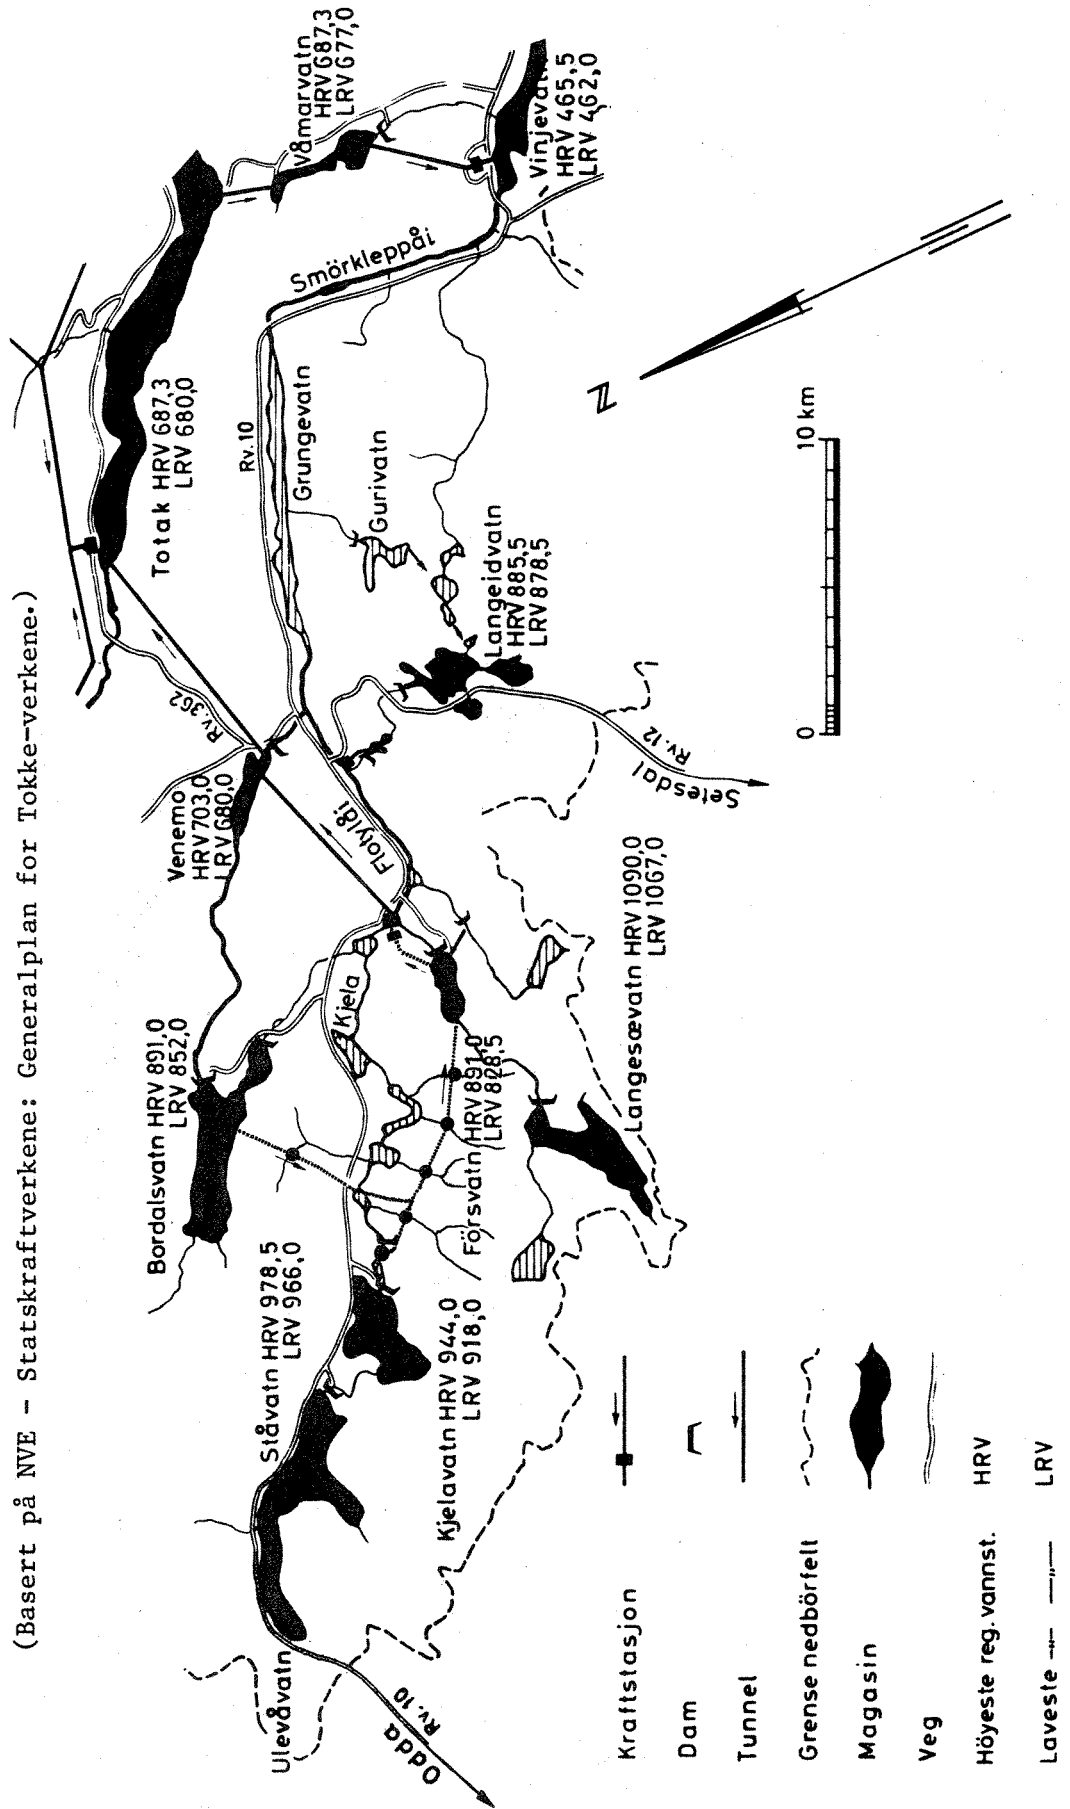 (Basert på NVE - Statskraftverkene: Generalplan for Tokke-verkene.)
Ulevåvatn
Odda
Rv. 10
Ståvatn HRV 978,5
LRV 966,0
Kjelavatn HRV 944,0
LRV 918,0
Bordalsvatn HRV 891,0
LRV 852,0
Försvatn HRV 891,0
LRV 828,5
Kjela
Langesævatn HRV 1090,0
LRV 1067,0
Venemo
HRV 703,0
LRV 680,0
Flotylåi
Rv. 362
Setesdal
Rv. 12
Totak HRV 687,3
LRV 680,0
Langeidvatn
HRV 885,5
LRV 878,5
Gurivatn
Grungevatn
Rv. 10
Smörkleppåi
Våmarvatn
HRV 687,3
LRV 677,0
Vinjevatn
HRV 465,5
LRV 462,0
N
0 10 km
Kraftstasjon
Dam
Tunnel
Grense nedbörfelt
Magasin
Veg
Höyeste reg. vannst. HRV
Laveste —"— —"— LRV